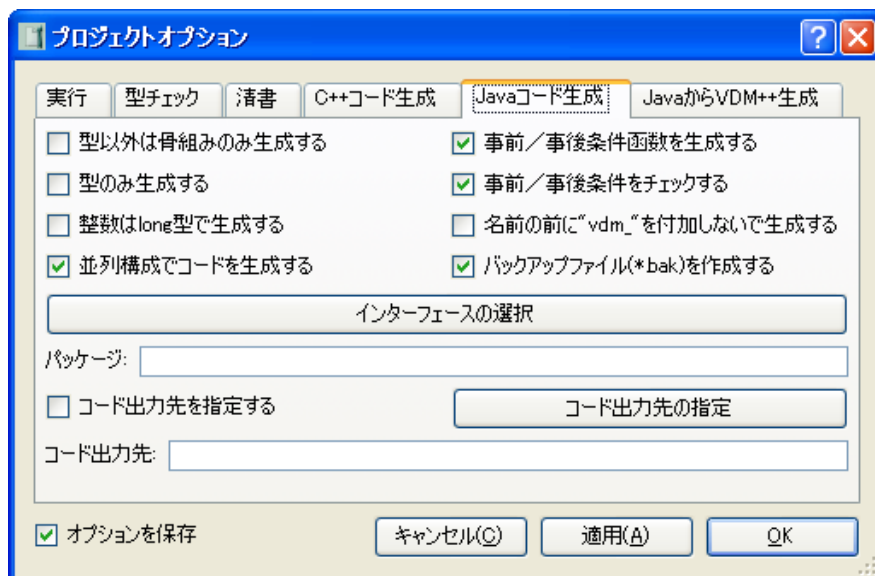 プロジェクトオプション
実行 型チェック 清書 C++コード生成 Javaコード生成 JavaからVDM++生成
型以外は骨組みのみ生成する 事前／事後条件函数を生成する
型のみ生成する 事前／事後条件をチェックする
整数はlong型で生成する 名前の前に"vdm_"を付加しないで生成する
並列構成でコードを生成する バックアップファイル(*bak)を作成する
インターフェースの選択
パッケージ:
コード出力先を指定する コード出力先の指定
コード出力先:
オプションを保存 キャンセル(C) 適用(A) OK